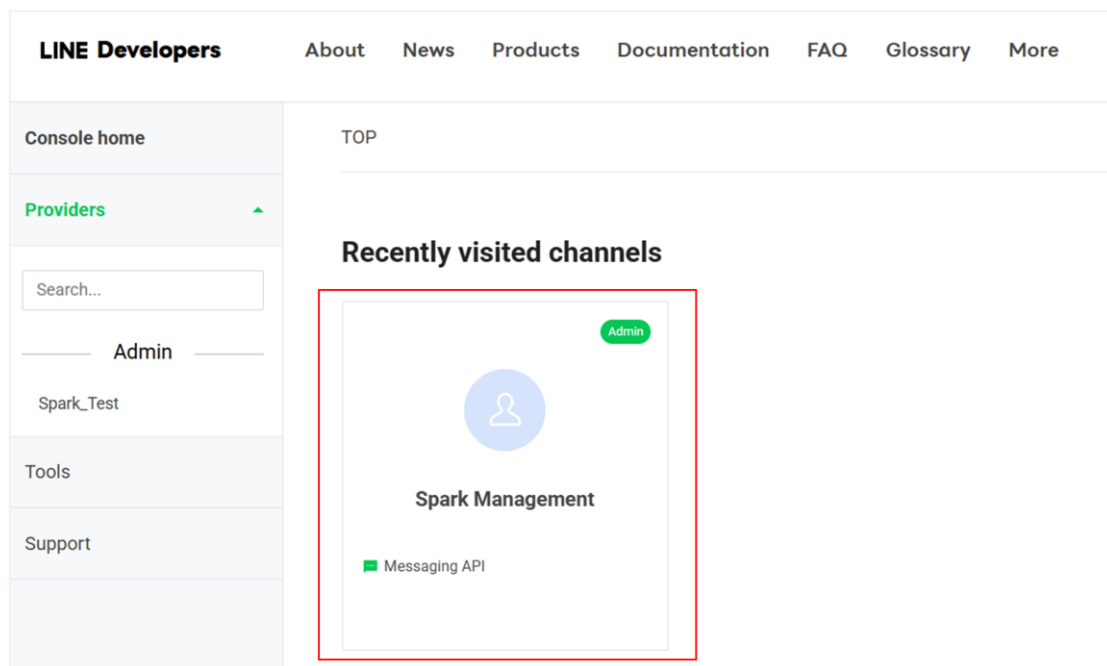 LINE Developers About News Products Documentation FAQ Glossary More
Console home
Providers
Search...
Admin
Spark_Test
Tools
Support
TOP
Recently visited channels
Admin
Spark Management
Messaging API